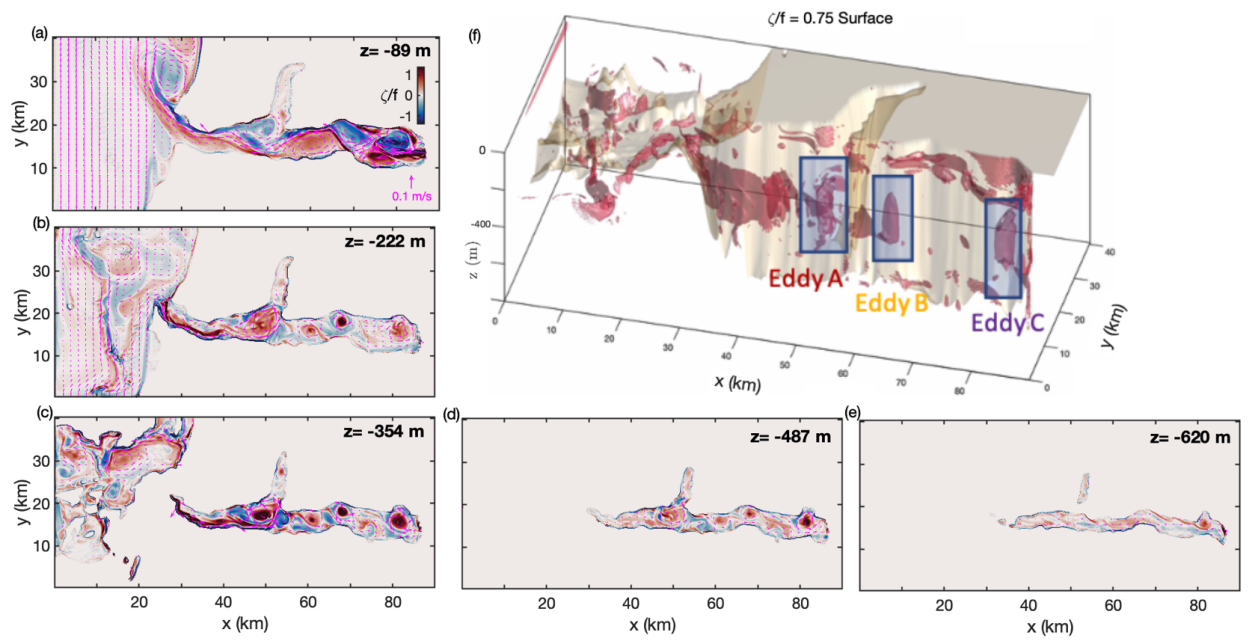 (a)
z= -89 m
1
ζ/f
0
-1
y (km)
30
20
10
0.1 m/s
(b)
z= -222 m
y (km)
30
20
10
(c)
z= -354 m
y (km)
30
20
10
20
40
60
80
x (km)
(d)
z= -487 m
20
40
60
80
x (km)
(e)
z= -620 m
20
40
60
80
x (km)
(f)
ζ/f = 0.75 Surface
0
-400
z (m)
Eddy A
Eddy B
Eddy C
0
10
20
30
40
50
60
70
80
x (km)
0
10
20
30
40
y (km)